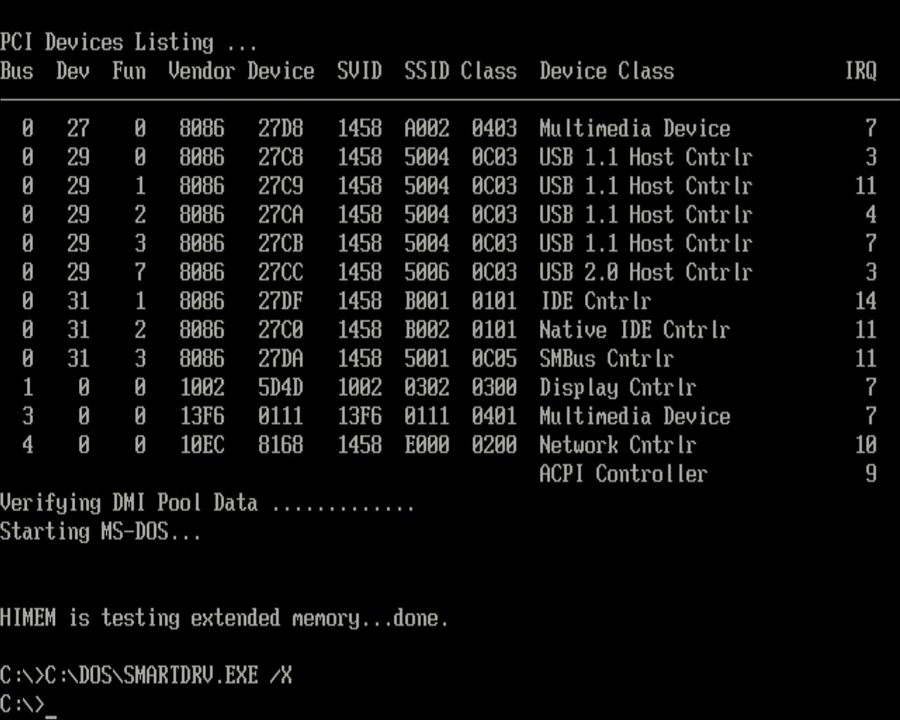 PCI Devices Listing ...
Bus Dev Fun Vendor Device SVID SSID Class Device Class IRQ
0 27 0 8086 27D8 1458 A002 0403 Multimedia Device 7
0 29 0 8086 27C8 1458 5004 0C03 USB 1.1 Host Cntrlr 3
0 29 1 8086 27C9 1458 5004 0C03 USB 1.1 Host Cntrlr 11
0 29 2 8086 27CA 1458 5004 0C03 USB 1.1 Host Cntrlr 4
0 29 3 8086 27CB 1458 5004 0C03 USB 1.1 Host Cntrlr 7
0 29 7 8086 27CC 1458 5006 0C03 USB 2.0 Host Cntrlr 3
0 31 1 8086 27DF 1458 B001 0101 IDE Cntrlr 14
0 31 2 8086 27C0 1458 B002 0101 Native IDE Cntrlr 11
0 31 3 8086 27DA 1458 5001 0C05 SMBus Cntrlr 11
1 0 0 1002 5D4D 1002 0302 0300 Display Cntrlr 7
3 0 0 13F6 0111 13F6 0111 0401 Multimedia Device 7
4 0 0 10EC 8168 1458 E000 0200 Network Cntrlr 10
ACPI Controller 9
Verifying DMI Pool Data .............
Starting MS-DOS...
HIMEM is testing extended memory...done.
C:\>C:\DOS\SMARTDRV.EXE /X
C:\>_